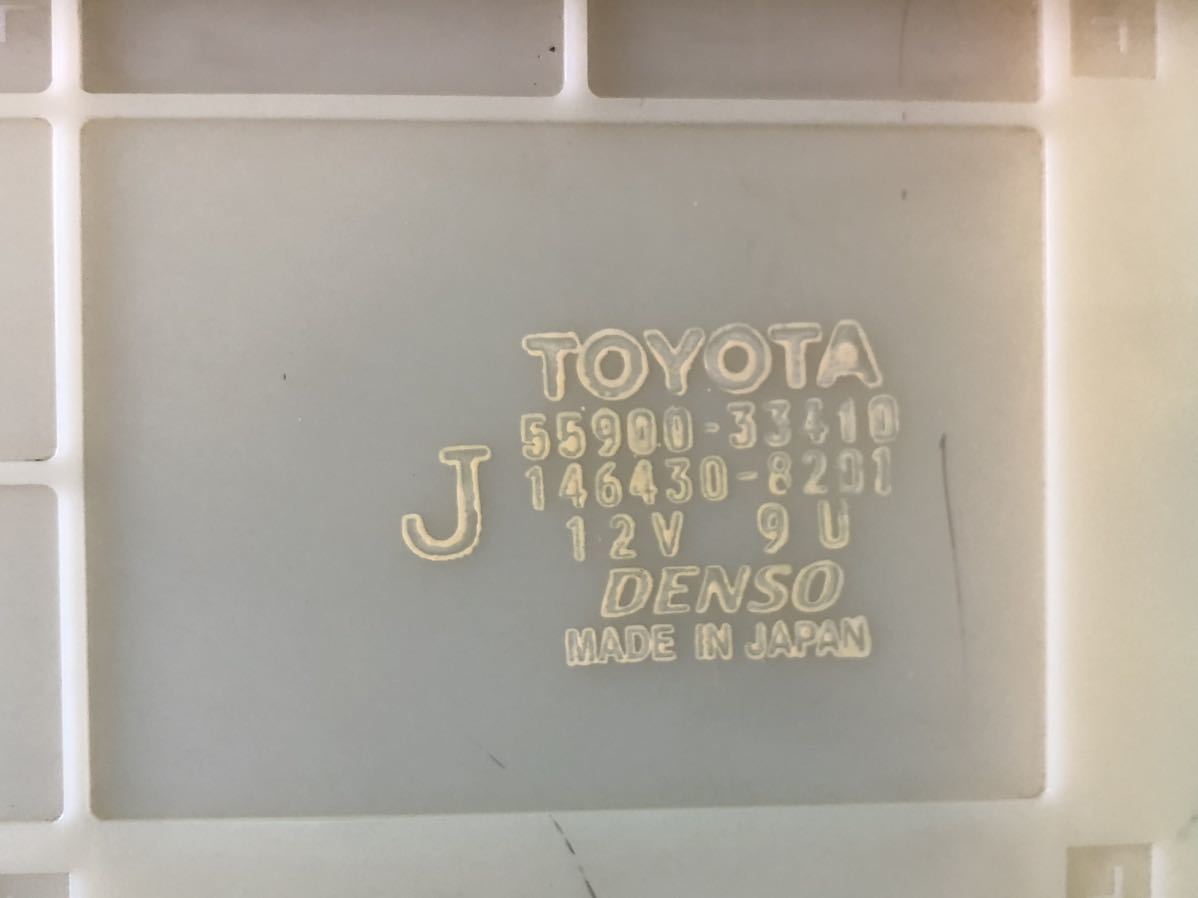 TOYOTA
55900-33410
146430-8201
J
12V 9U
DENSO
MADE IN JAPAN